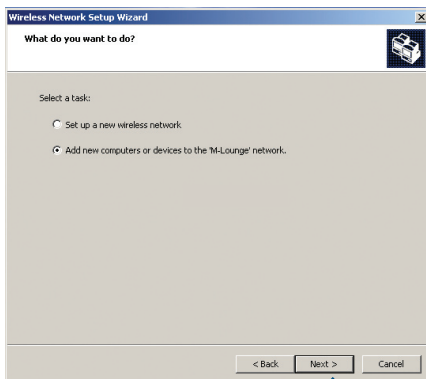 Wireless Network Setup Wizard
What do you want to do?
Select a task:
Set up a new wireless network
Add new computers or devices to the 'M-Lounge' network.
< Back Next > Cancel